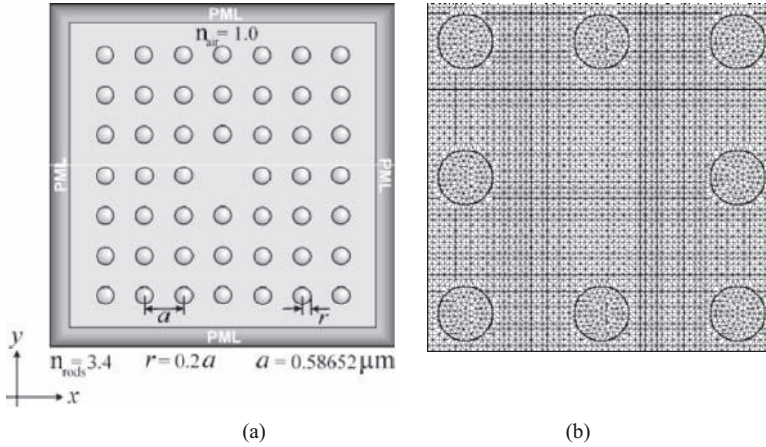 PML
n_air = 1.0
PML
PML
a
r
PML
y
n_rods = 3.4 r = 0.2a a = 0.58652 μm
x
(a)
(b)